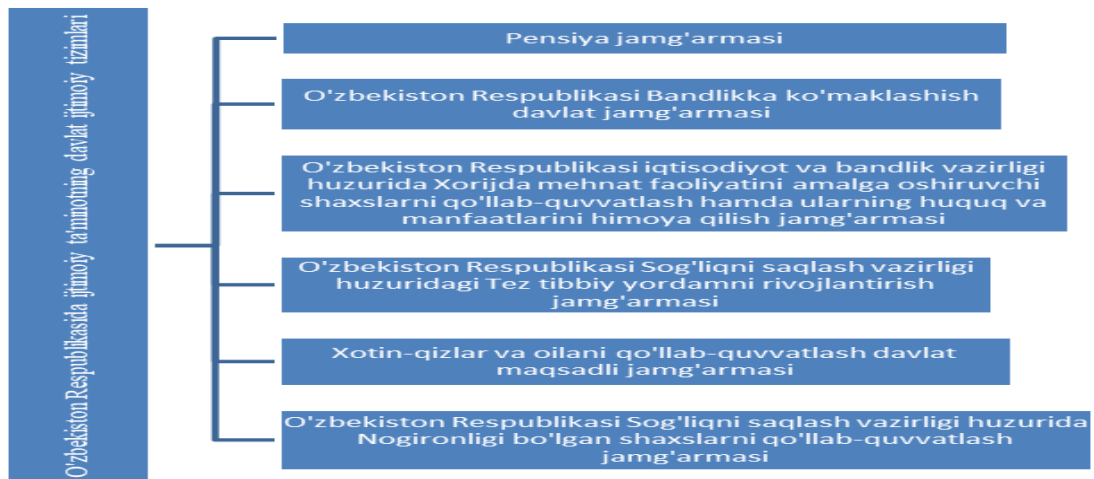 O'zbekiston Respublikasida ijtimoiy ta'minotning davlat ijtimoiy tizimlari
Pensiya jamg'armasi
O'zbekiston Respublikasi Bandlikka ko'maklashish
davlat jamg'armasi
O'zbekiston Respublikasi iqtisodiyot va bandlik vazirligi
huzurida Xorijda mehnat faoliyatini amalga oshiruvchi
shaxslarni qo'llab-quvvatlash hamda ularning huquq va
manfaatlarini himoya qilish jamg'armasi
O'zbekiston Respublikasi Sog'liqni saqlash vazirligi
huzuridagi Tez tibbiy yordamni rivojlantirish
jamg'armasi
Xotin-qizlar va oilani qo'llab-quvvatlash davlat
maqsadli jamg'armasi
O'zbekiston Respublikasi Sog'liqni saqlash vazirligi huzurida
Nogironligi bo'lgan shaxslarni qo'llab-quvvatlash
jamg'armasi